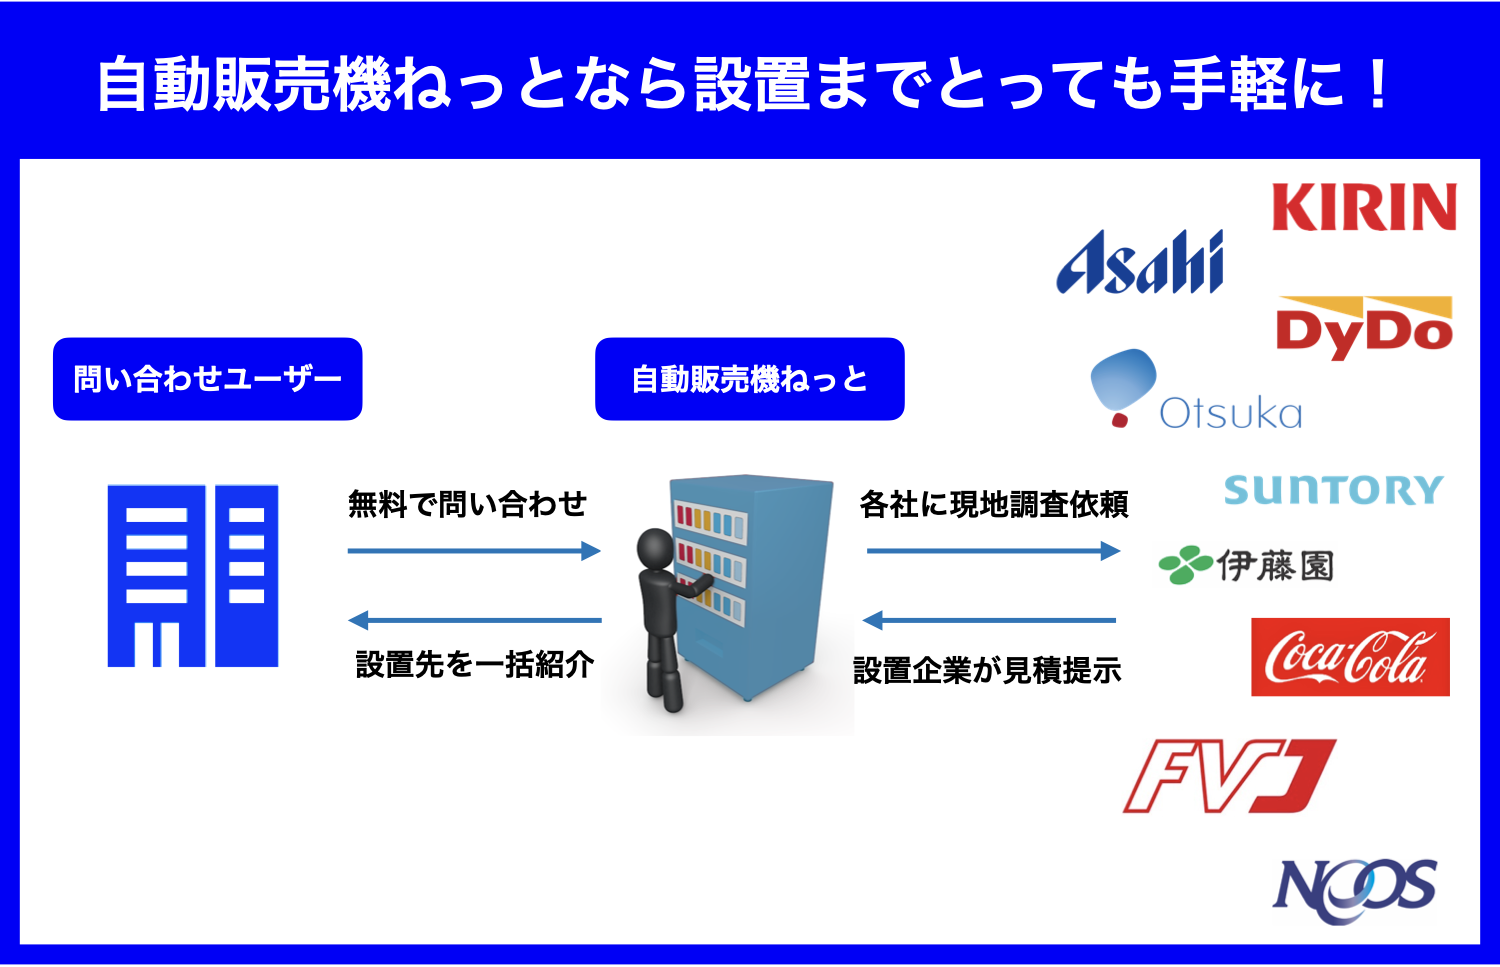 自動販売機ねっとなら設置までとっても手軽に！
KIRIN
Asahi
DyDo
問い合わせユーザー
自動販売機ねっと
Otsuka
無料で問い合わせ
各社に現地調査依頼
SUNTORY
伊藤園
設置先を一括紹介
設置企業が見積提示
Coca-Cola
FVJ
NEOS